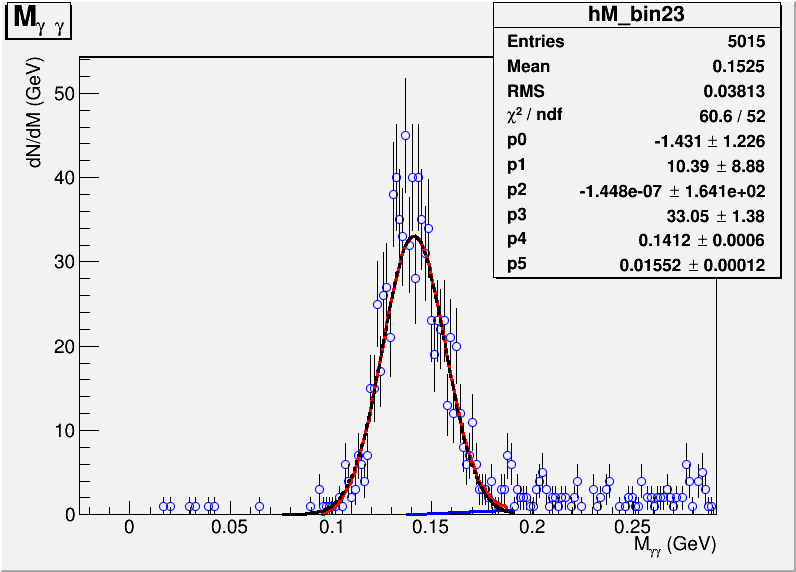 M γ γ
hM_bin23
Entries 5015
Mean 0.1525
RMS 0.03813
χ² / ndf 60.6 / 52
p0 -1.431 ± 1.226
p1 10.39 ± 8.88
p2 -1.448e-07 ± 1.641e+02
p3 33.05 ± 1.38
p4 0.1412 ± 0.0006
p5 0.01552 ± 0.00012
dN/dM (GeV)
50
40
30
20
10
0
0 0.05 0.1 0.15 0.2 0.25
Mγγ (GeV)